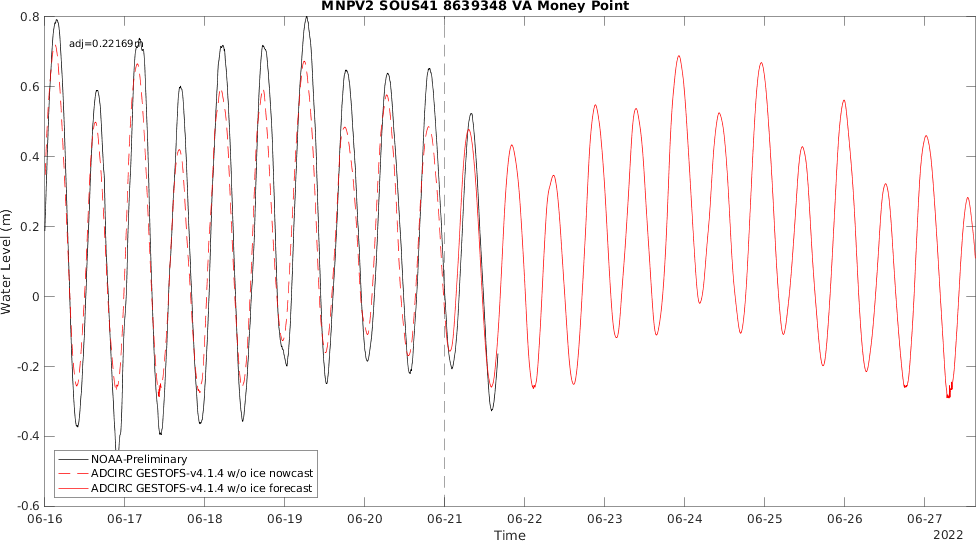 MNPV2 SOUS41 8639348 VA Money Point
adj=0.22169m
Water Level (m)
0.8
0.6
0.4
0.2
0
-0.2
-0.4
-0.6
NOAA-Preliminary
ADCIRC GESTOFS-v4.1.4 w/o ice nowcast
ADCIRC GESTOFS-v4.1.4 w/o ice forecast
06-16 06-17 06-18 06-19 06-20 06-21 06-22 06-23 06-24 06-25 06-26 06-27
Time
2022